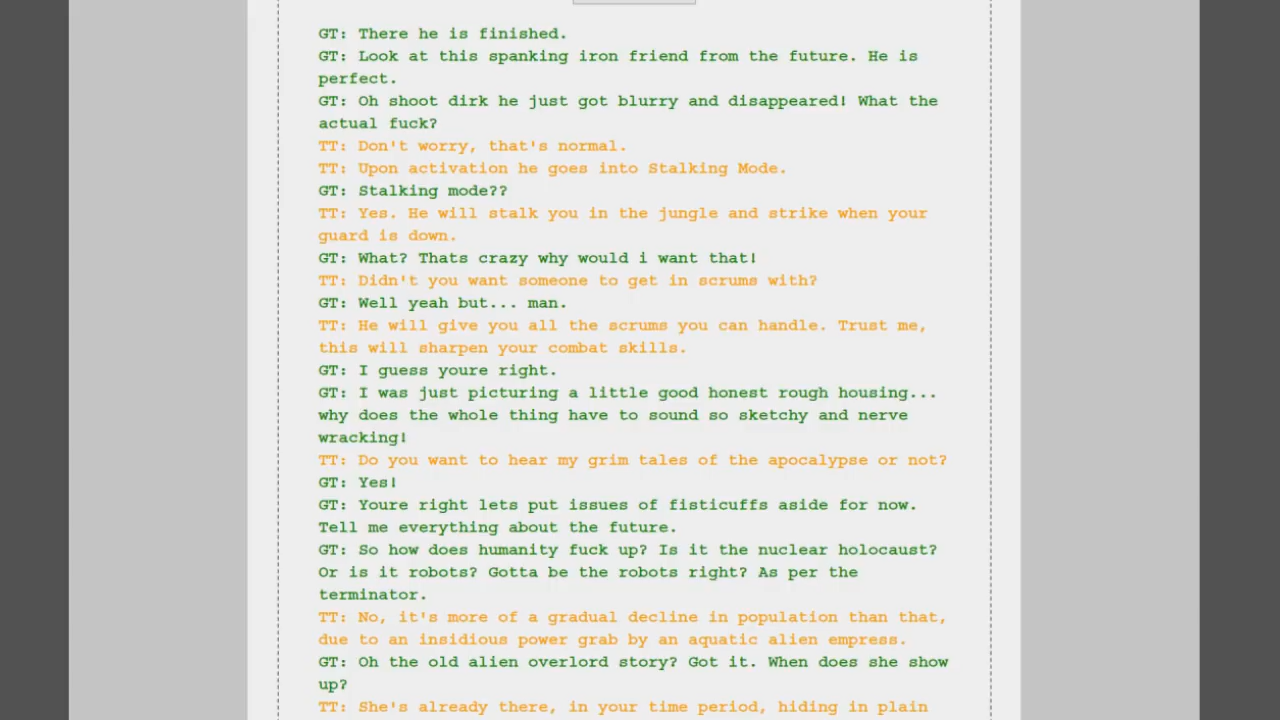 GT: There he is finished.
GT: Look at this spanking iron friend from the future. He is
perfect.
GT: Oh shoot dirk he just got blurry and disappeared! What the
actual fuck?
TT: Don't worry, that's normal.
TT: Upon activation he goes into Stalking Mode.
GT: Stalking mode??
TT: Yes. He will stalk you in the jungle and strike when your
guard is down.
GT: What? Thats crazy why would i want that!
TT: Didn't you want someone to get in scrums with?
GT: Well yeah but... man.
TT: He will give you all the scrums you can handle. Trust me,
this will sharpen your combat skills.
GT: I guess youre right.
GT: I was just picturing a little good honest rough housing...
why does the whole thing have to sound so sketchy and nerve
wracking!
TT: Do you want to hear my grim tales of the apocalypse or not?
GT: Yes!
GT: Youre right lets put issues of fisticuffs aside for now.
Tell me everything about the future.
GT: So how does humanity fuck up? Is it the nuclear holocaust?
Or is it robots? Gotta be the robots right? As per the
terminator.
TT: No, it's more of a gradual decline in population than that,
due to an insidious power grab by an aquatic alien empress.
GT: Oh the old alien overlord story? Got it. When does she show
up?
TT: She's already there, in your time period, hiding in plain